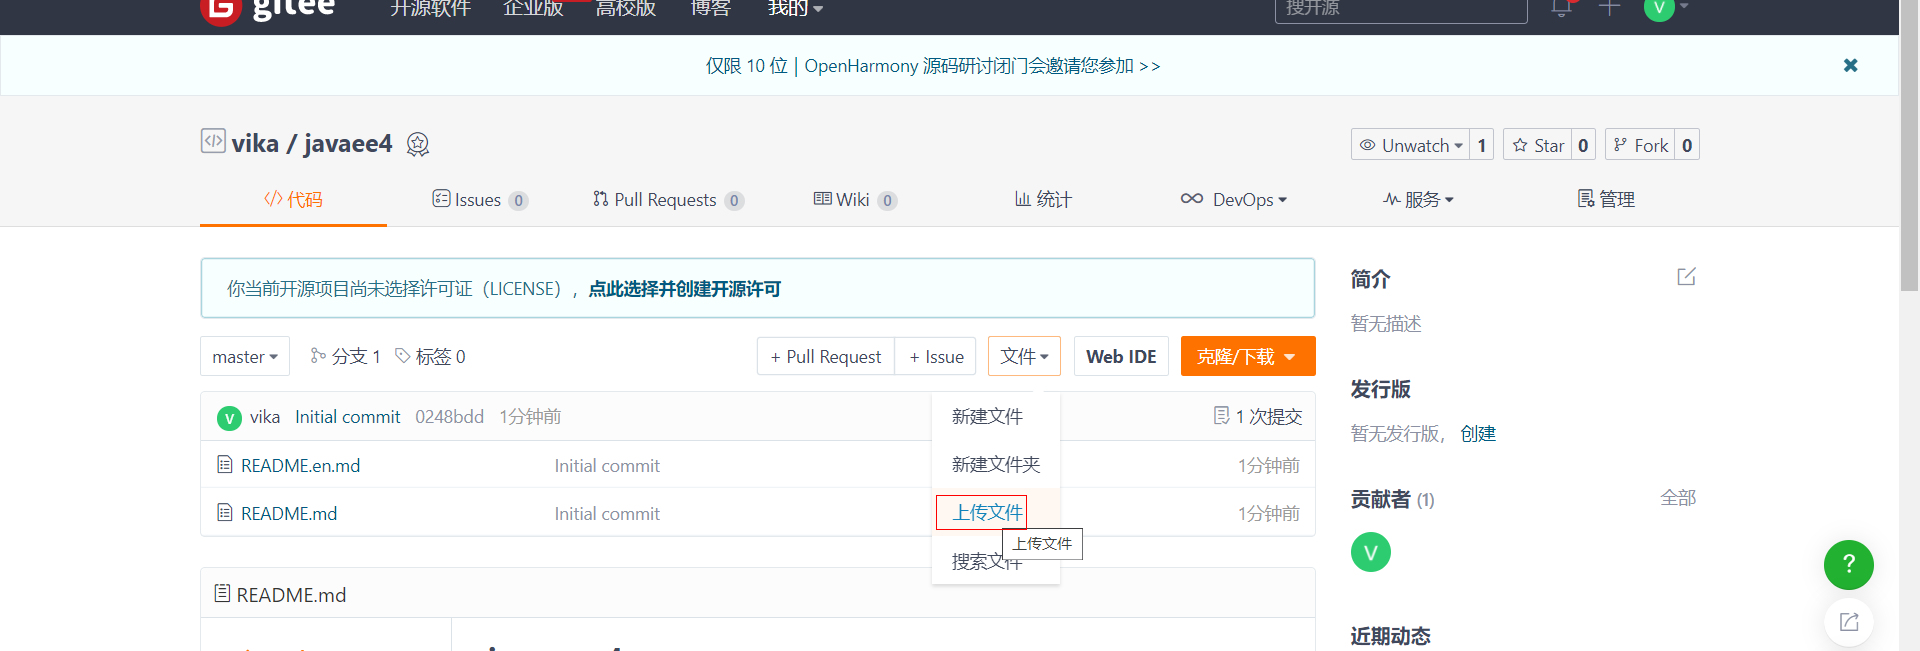 gitee 开源软件 企业版 高校版 博客 我的 搜开源 V
仅限 10 位 | OpenHarmony 源码研讨闭门会邀请您参加 >>
vika / javaee4
Unwatch 1 Star 0 Fork 0
代码 Issues 0 Pull Requests 0 Wiki 0 统计 DevOps 服务 管理
你当前开源项目尚未选择许可证（LICENSE），点此选择并创建开源许可
master 分支 1 标签 0 + Pull Request + Issue 文件 Web IDE 克隆/下载
V vika Initial commit 0248bdd 1分钟前 1 次提交
README.en.md Initial commit 1分钟前
README.md Initial commit 1分钟前
新建文件
新建文件夹
上传文件
上传文件
搜索文件
README.md
简介
暂无描述
发行版
暂无发行版，创建
贡献者 (1) 全部
V
近期动态
?